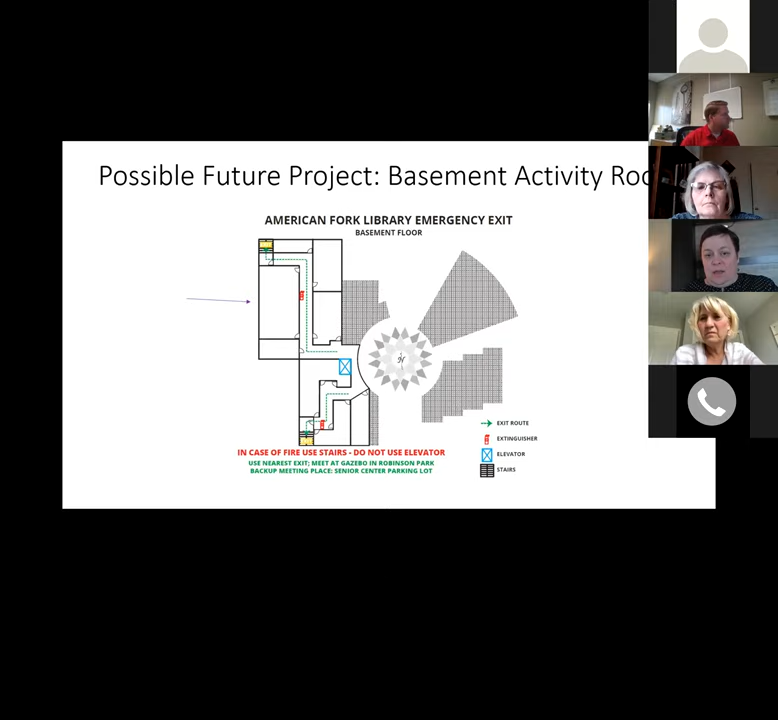 Possible Future Project: Basement Activity Roo
AMERICAN FORK LIBRARY EMERGENCY EXIT
BASEMENT FLOOR
EXIT ROUTE
EXTINGUISHER
ELEVATOR
STAIRS
IN CASE OF FIRE USE STAIRS - DO NOT USE ELEVATOR
USE NEAREST EXIT; MEET AT GAZEBO IN ROBINSON PARK
BACKUP MEETING PLACE: SENIOR CENTER PARKING LOT